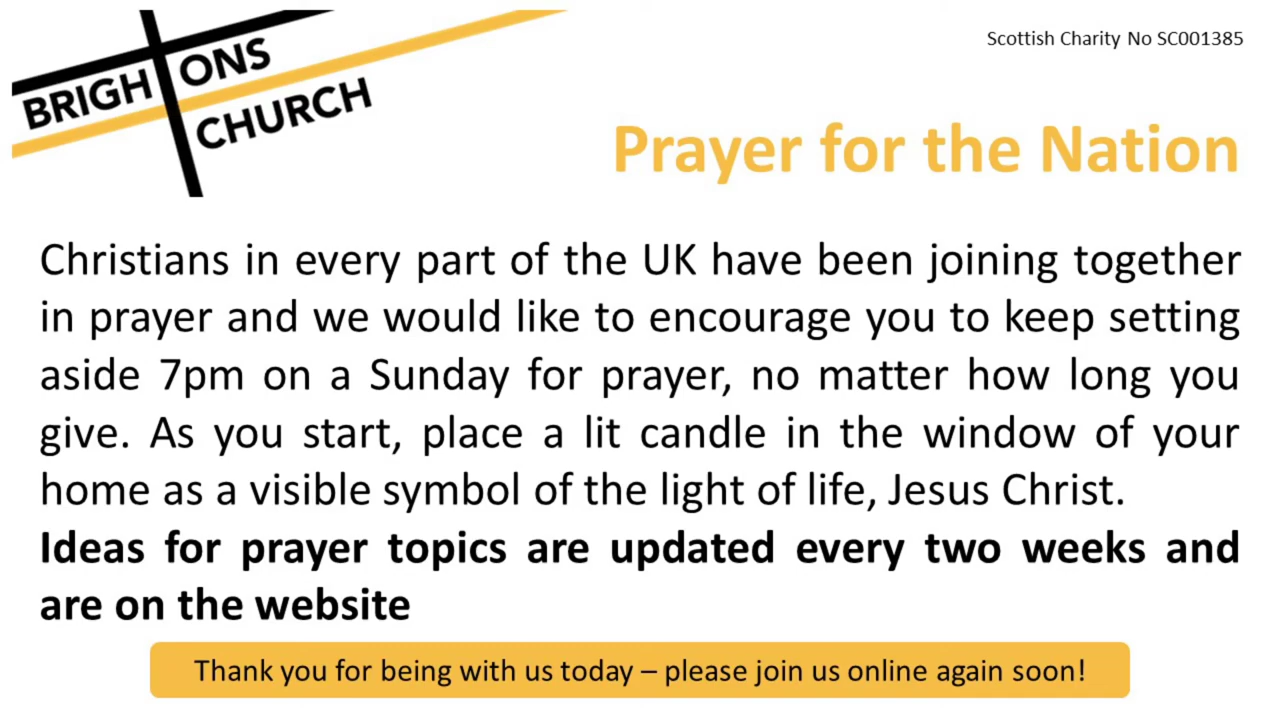 BRIGHTONS
CHURCH
Scottish Charity No SC001385
Prayer for the Nation
Christians in every part of the UK have been joining together
in prayer and we would like to encourage you to keep setting
aside 7pm on a Sunday for prayer, no matter how long you
give. As you start, place a lit candle in the window of your
home as a visible symbol of the light of life, Jesus Christ.
Ideas for prayer topics are updated every two weeks and
are on the website
Thank you for being with us today – please join us online again soon!